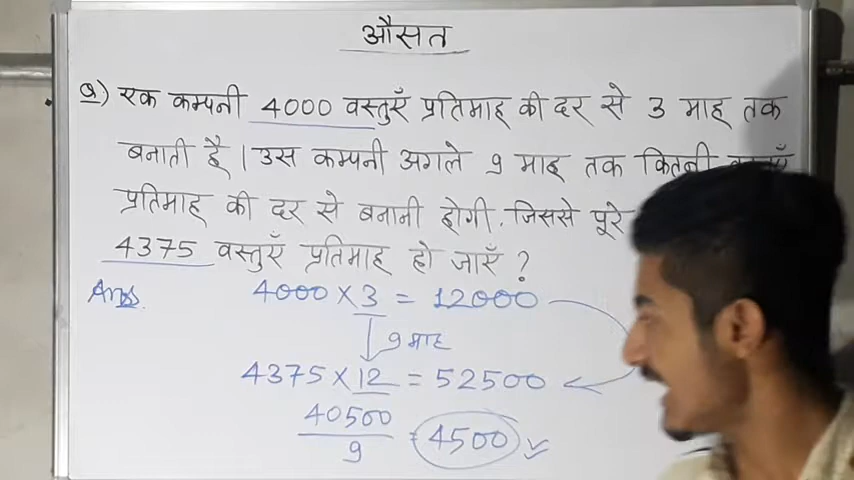 औसत
Q) एक कम्पनी 4000 वस्तुएँ प्रतिमाह की दर से 3 माह तक
बनाती है। उस कम्पनी अगले 9 माह तक कितनी
प्रतिमाह की दर से बनानी होगी. जिससे पूरे
4375 वस्तुएँ प्रतिमाह हो जाएँ ?
Ans. 4000 × 3 = 12000
9 माह
4375 × 12 = 52500
40500
9
= 4500